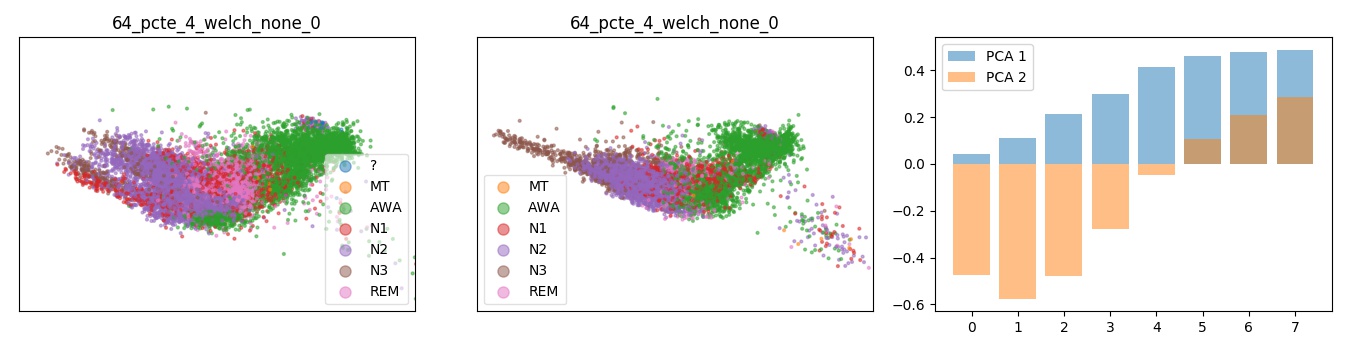 64_pcte_4_welch_none_0
?
MT
AWA
N1
N2
N3
REM
64_pcte_4_welch_none_0
MT
AWA
N1
N2
N3
REM
PCA 1
PCA 2
0.4
0.2
0.0
−0.2
−0.4
−0.6
0 1 2 3 4 5 6 7